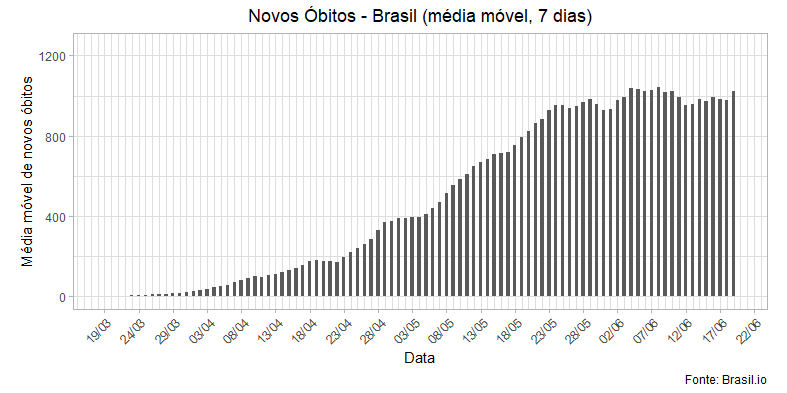 Novos Óbitos - Brasil (média móvel, 7 dias)
Média móvel de novos óbitos
1200
800
400
0
19/03 24/03 29/03 03/04 08/04 13/04 18/04 23/04 28/04 03/05 08/05 13/05 18/05 23/05 28/05 02/06 07/06 12/06 17/06 22/06
Data
Fonte: Brasil.io